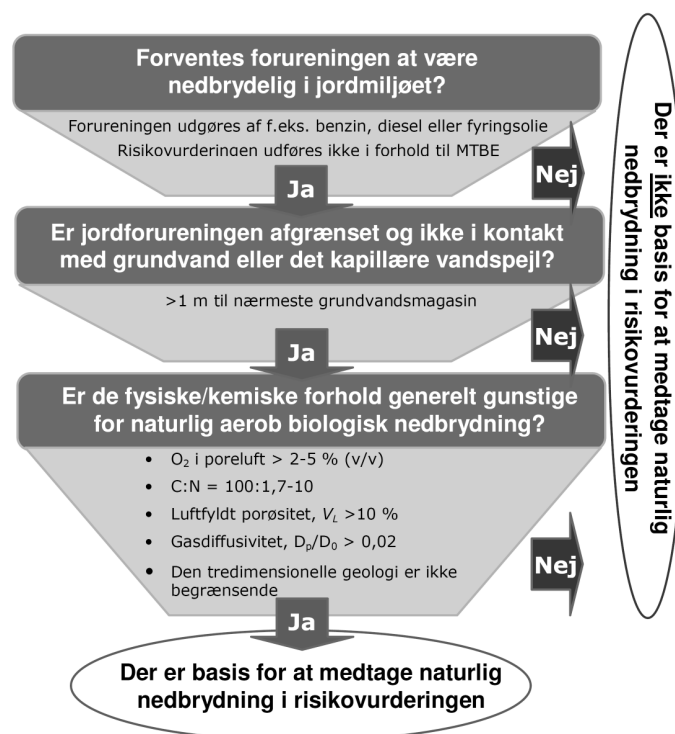 Forventes forureningen at være
nedbrydelig i jordmiljøet?
Forureningen udgøres af f.eks. benzin, diesel eller fyringsolie
Risikovurderingen udføres ikke i forhold til MTBE
Ja
Nej
Er jordforureningen afgrænset og ikke i kontakt
med grundvand eller det kapillære vandspejl?
>1 m til nærmeste grundvandsmagasin
Ja
Nej
Er de fysiske/kemiske forhold generelt gunstige
for naturlig aerob biologisk nedbrydning?
• O₂ i poreluft > 2-5 % (v/v)
• C:N = 100:1,7-10
• Luftfyldt porøsitet, V_L >10 %
• Gasdiffusivitet, Dₚ/D₀ > 0,02
• Den tredimensionelle geologi er ikke
begrænsende
Ja
Nej
Der er basis for at medtage naturlig
nedbrydning i risikovurderingen
Der er ikke basis for at medtage naturlig
nedbrydning i risikovurderingen